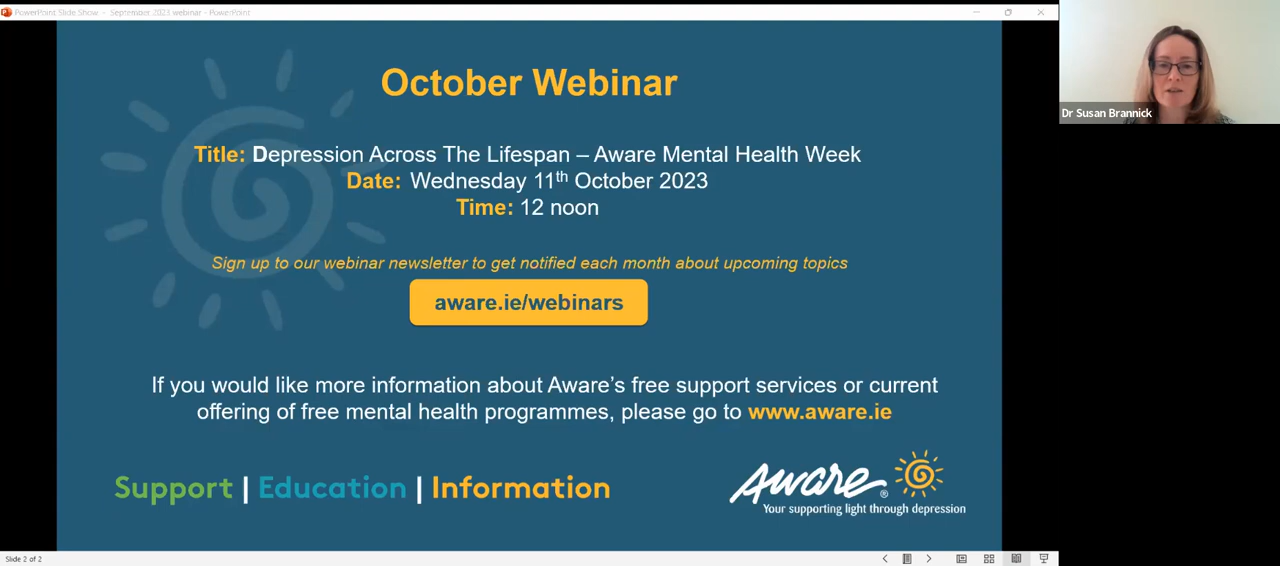 PowerPoint Slide Show - September 2023 webinar - PowerPoint
October Webinar
Title: Depression Across The Lifespan – Aware Mental Health Week
Date: Wednesday 11th October 2023
Time: 12 noon
Sign up to our webinar newsletter to get notified each month about upcoming topics
aware.ie/webinars
If you would like more information about Aware's free support services or current
offering of free mental health programmes, please go to www.aware.ie
Support | Education | Information
Aware®
Your supporting light through depression
Slide 2 of 2
Dr Susan Brannick